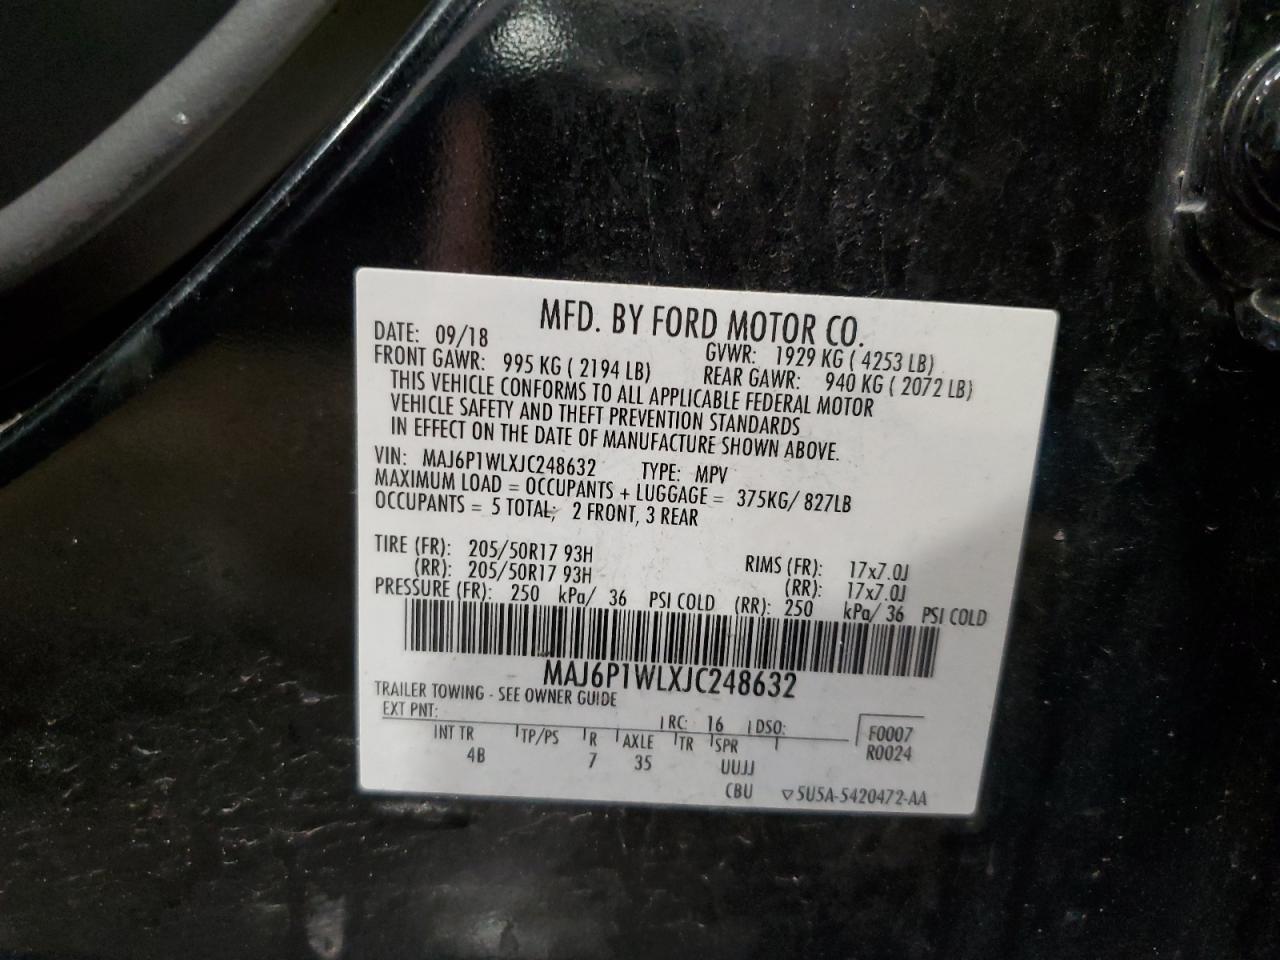 MFD. BY FORD MOTOR CO.
DATE: 09/18 GVWR: 1929 KG ( 4253 LB)
FRONT GAWR: 995 KG ( 2194 LB) REAR GAWR: 940 KG ( 2072 LB)
THIS VEHICLE CONFORMS TO ALL APPLICABLE FEDERAL MOTOR
VEHICLE SAFETY AND THEFT PREVENTION STANDARDS
IN EFFECT ON THE DATE OF MANUFACTURE SHOWN ABOVE.
VIN: MAJ6P1WLXJC248632 TYPE: MPV
MAXIMUM LOAD = OCCUPANTS + LUGGAGE = 375KG/ 827LB
OCCUPANTS = 5 TOTAL; 2 FRONT, 3 REAR
TIRE (FR): 205/50R17 93H RIMS (FR): 17x7.0J
(RR): 205/50R17 93H (RR): 17x7.0J
PRESSURE (FR): 250 kPa/ 36 PSI COLD (RR): 250 kPa/ 36 PSI COLD
MAJ6P1WLXJC248632
TRAILER TOWING - SEE OWNER GUIDE
EXT PNT: RC: 16 DSO: F0007
INT TR TP/PS R AXLE TR SPR R0024
4B 7 35 UUJJ
CBU ▽5U5A-5420472-AA